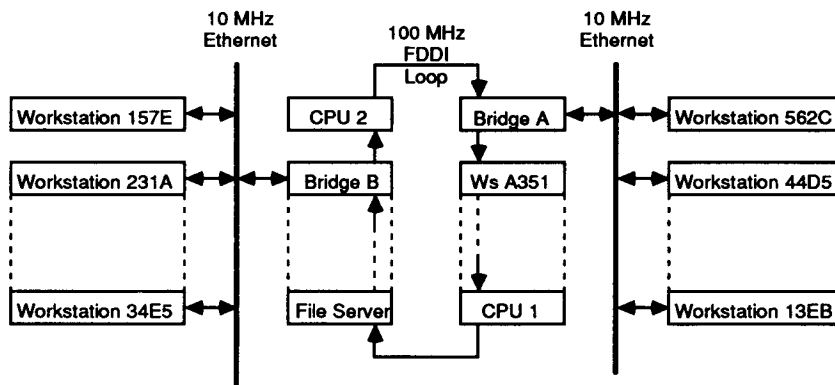 10 MHz
Ethernet
100 MHz
FDDI
Loop
10 MHz
Ethernet
Workstation 157E
CPU 2
Bridge A
Workstation 562C
Workstation 231A
Bridge B
Ws A351
Workstation 44D5
Workstation 34E5
File Server
CPU 1
Workstation 13EB